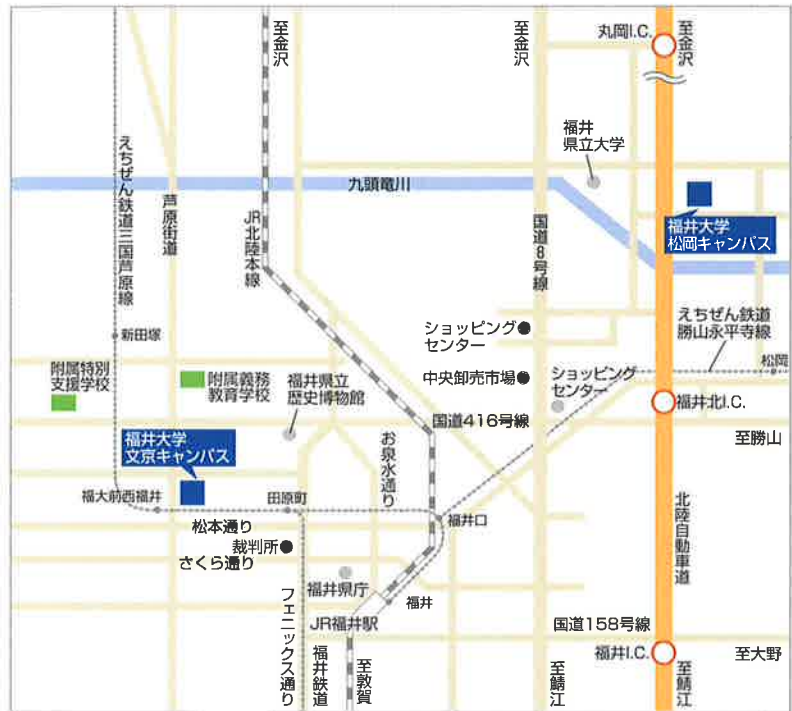 丸岡I.C.
至金沢
至金沢
至金沢
福井
県立大学
九頭竜川
えちぜん鉄道三国芦原線
芦原街道
JR北陸本線
国道8号線
福井大学
松岡キャンパス
新田塚
ショッピング
センター
えちぜん鉄道
勝山永平寺線
松岡
附属特別
支援学校
附属義務
教育学校
福井県立
歴史博物館
中央卸売市場
ショッピング
センター
福井北I.C.
国道416号線
至勝山
福井大学
文京キャンパス
お泉水通り
福大前西福井
田原町
福井口
北陸自動車道
松本通り
裁判所
さくら通り
福井県庁
福井
フェニックス通り
JR福井駅
国道158号線
福井鉄道
至敦賀
至鯖江
福井I.C.
至鯖江
至大野